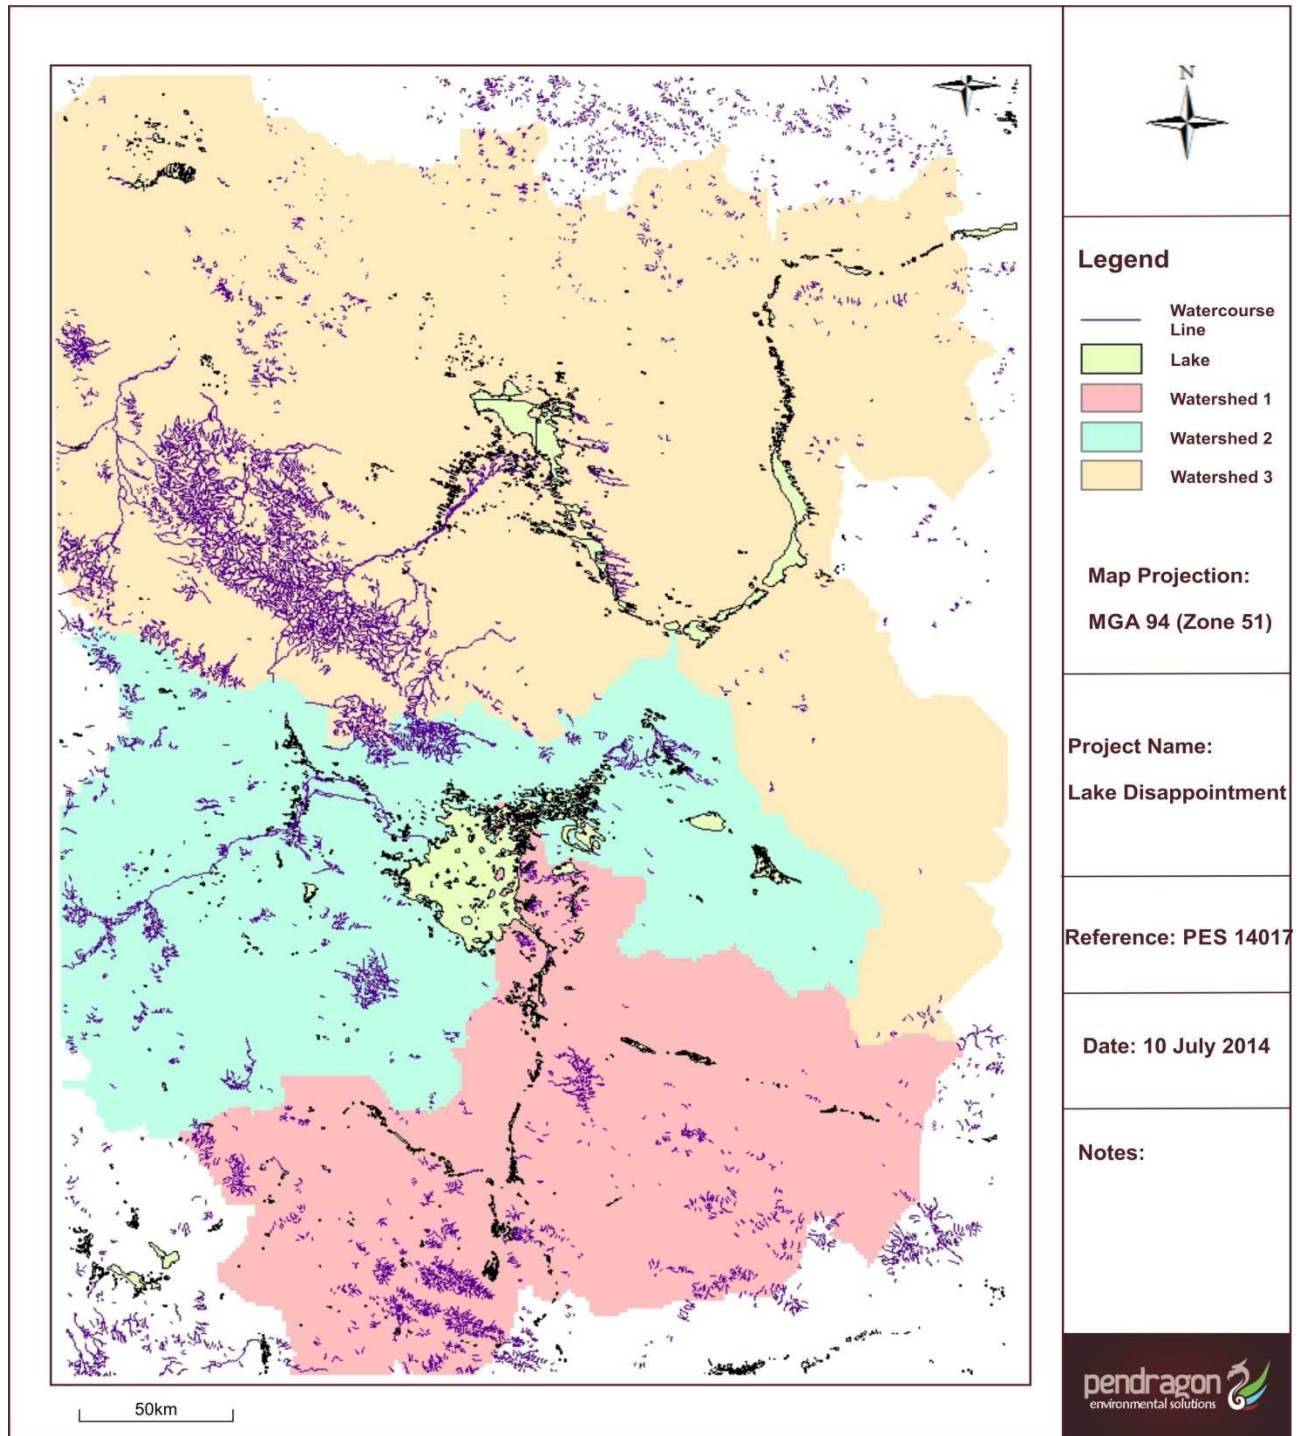 N
Legend
Watercourse
Line
Lake
Watershed 1
Watershed 2
Watershed 3
Map Projection:
MGA 94 (Zone 51)
Project Name:
Lake Disappointment
Reference: PES 14017
Date: 10 July 2014
Notes:
pendragon
environmental solutions
50km